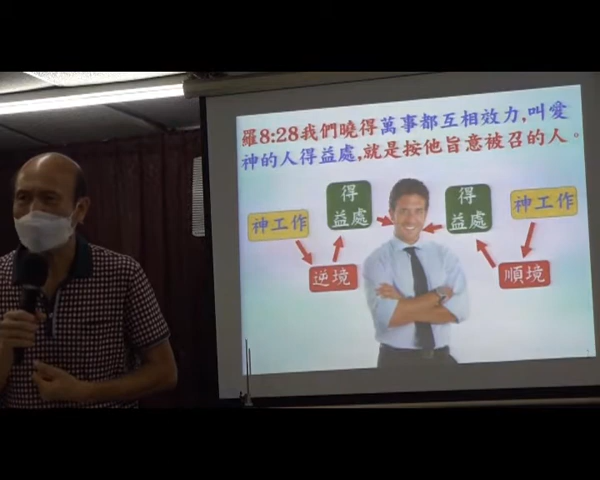 羅8:28我們曉得萬事都互相效力,叫愛
神的人得益處,就是按他旨意被召的人。
得
益處
得
益處
神工作
神工作
逆境
順境